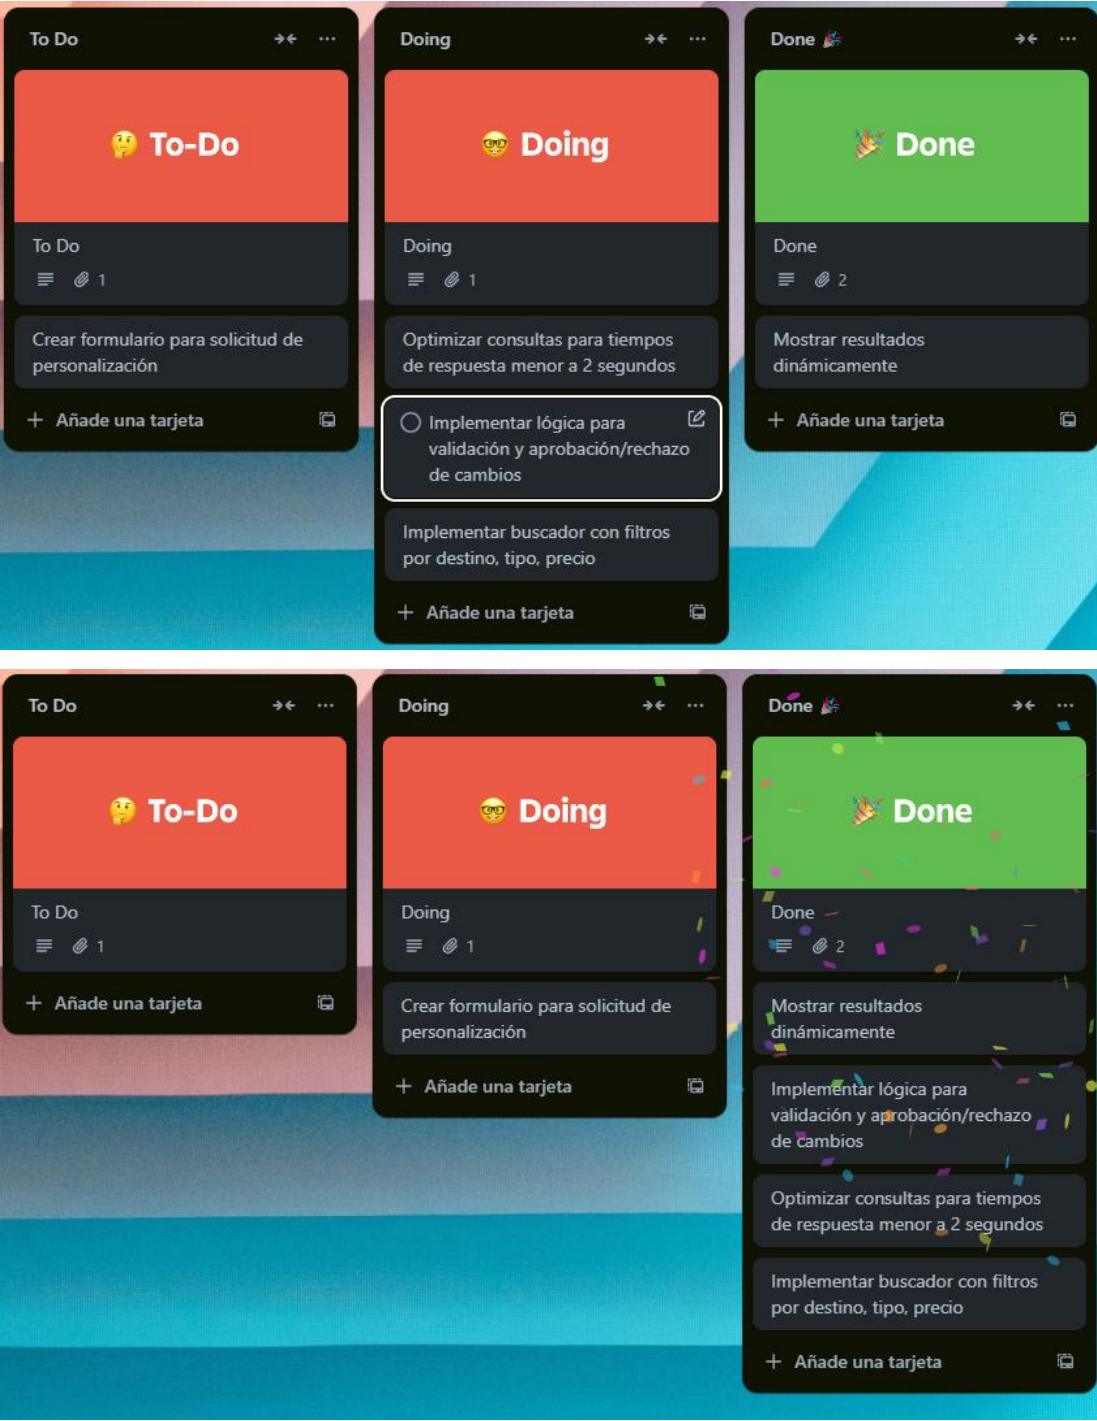 To Do
🤔 To-Do
To Do
1
Crear formulario para solicitud de
personalización
+ Añade una tarjeta
Doing
🤓 Doing
Doing
1
Optimizar consultas para tiempos
de respuesta menor a 2 segundos
Implementar lógica para
validación y aprobación/rechazo
de cambios
Implementar buscador con filtros
por destino, tipo, precio
+ Añade una tarjeta
Done 🎉
🎉 Done
Done
2
Mostrar resultados
dinámicamente
+ Añade una tarjeta
To Do
🤔 To-Do
To Do
1
+ Añade una tarjeta
Doing
🤓 Doing
Doing
1
Crear formulario para solicitud de
personalización
+ Añade una tarjeta
Done 🎉
🎉 Done
Done
2
Mostrar resultados
dinámicamente
Implementar lógica para
validación y aprobación/rechazo
de cambios
Optimizar consultas para tiempos
de respuesta menor a 2 segundos
Implementar buscador con filtros
por destino, tipo, precio
+ Añade una tarjeta